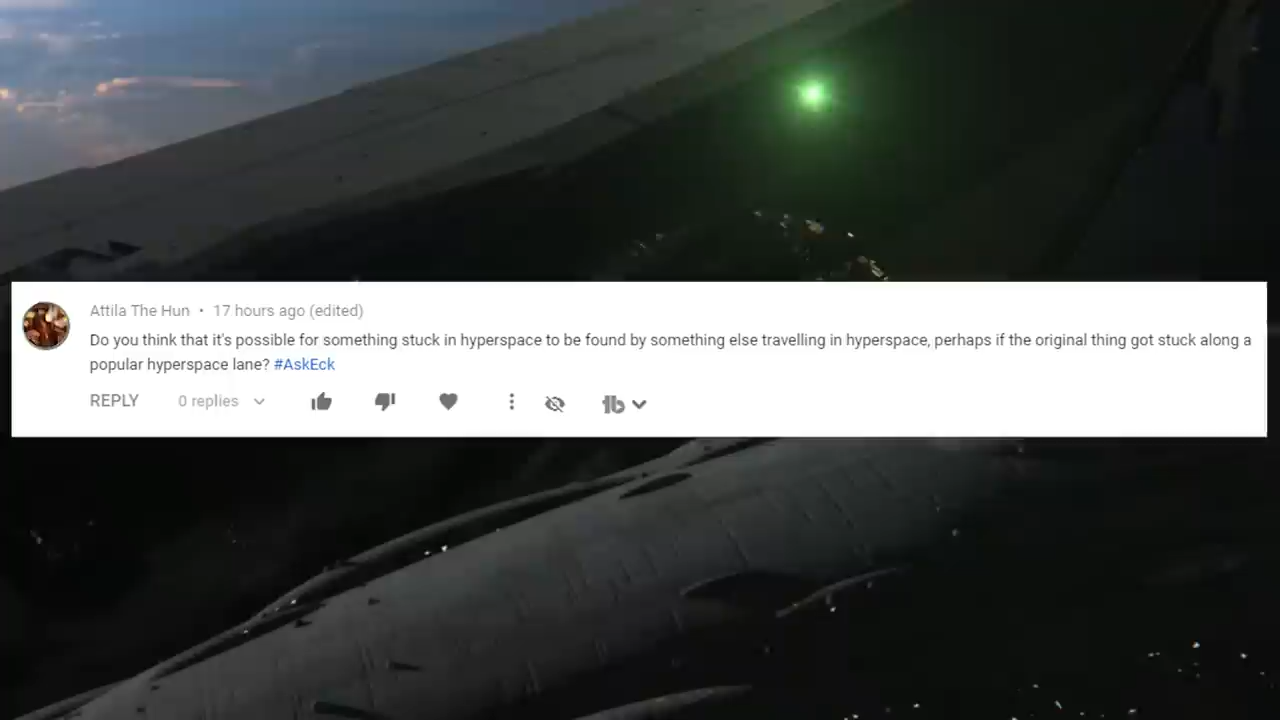 Attila The Hun • 17 hours ago (edited)
Do you think that it's possible for something stuck in hyperspace to be found by something else travelling in hyperspace, perhaps if the original thing got stuck along a
popular hyperspace lane? #AskEck
REPLY 0 replies